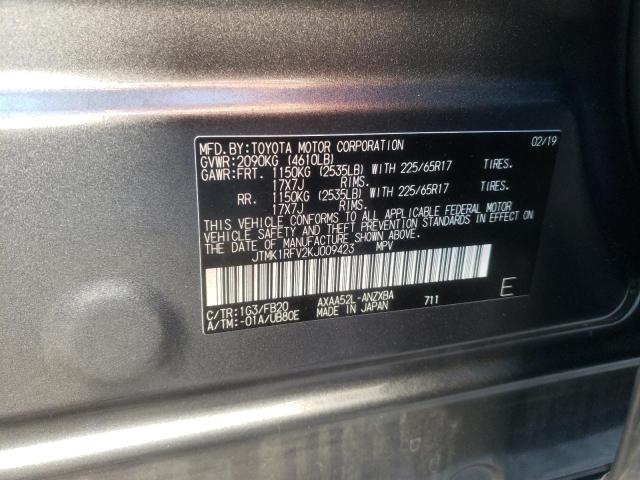 MFD. BY: TOYOTA MOTOR CORPORATION 02/19
GVWR: 2090KG (4610LB)
GAWR: FRT. 1150KG (2535LB) WITH 225/65R17 TIRES.
17X7J RIMS.
RR. 1150KG (2535LB) WITH 225/65R17 TIRES.
17X7J RIMS.
THIS VEHICLE CONFORMS TO ALL APPLICABLE FEDERAL MOTOR
VEHICLE SAFETY AND THEFT PREVENTION STANDARDS IN EFFECT ON
THE DATE OF MANUFACTURE SHOWN ABOVE.
JTMK1RFV2KJ009423 MPV
C/TR: 1G3/FB20 AXAA52L-ANZXBA 711 E
A/TM: -01A/UB80E MADE IN JAPAN